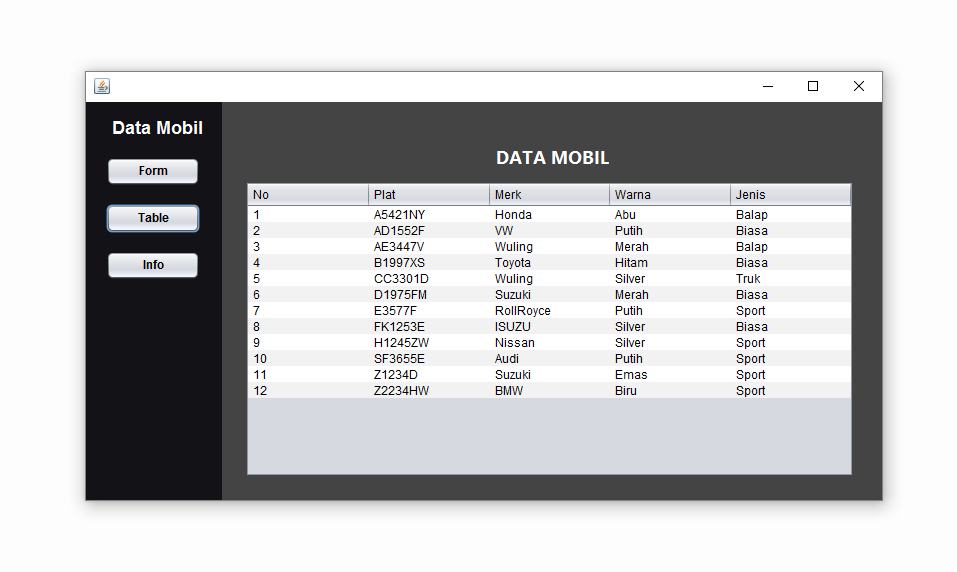 Data Mobil
Form
Table
Info
DATA MOBIL
No Plat Merk Warna Jenis
1 A5421NY Honda Abu Balap
2 AD1552F VW Putih Biasa
3 AE3447V Wuling Merah Balap
4 B1997XS Toyota Hitam Biasa
5 CC3301D Wuling Silver Truk
6 D1975FM Suzuki Merah Biasa
7 E3577F RollRoyce Putih Sport
8 FK1253E ISUZU Silver Biasa
9 H1245ZW Nissan Silver Sport
10 SF3655E Audi Putih Sport
11 Z1234D Suzuki Emas Sport
12 Z2234HW BMW Biru Sport